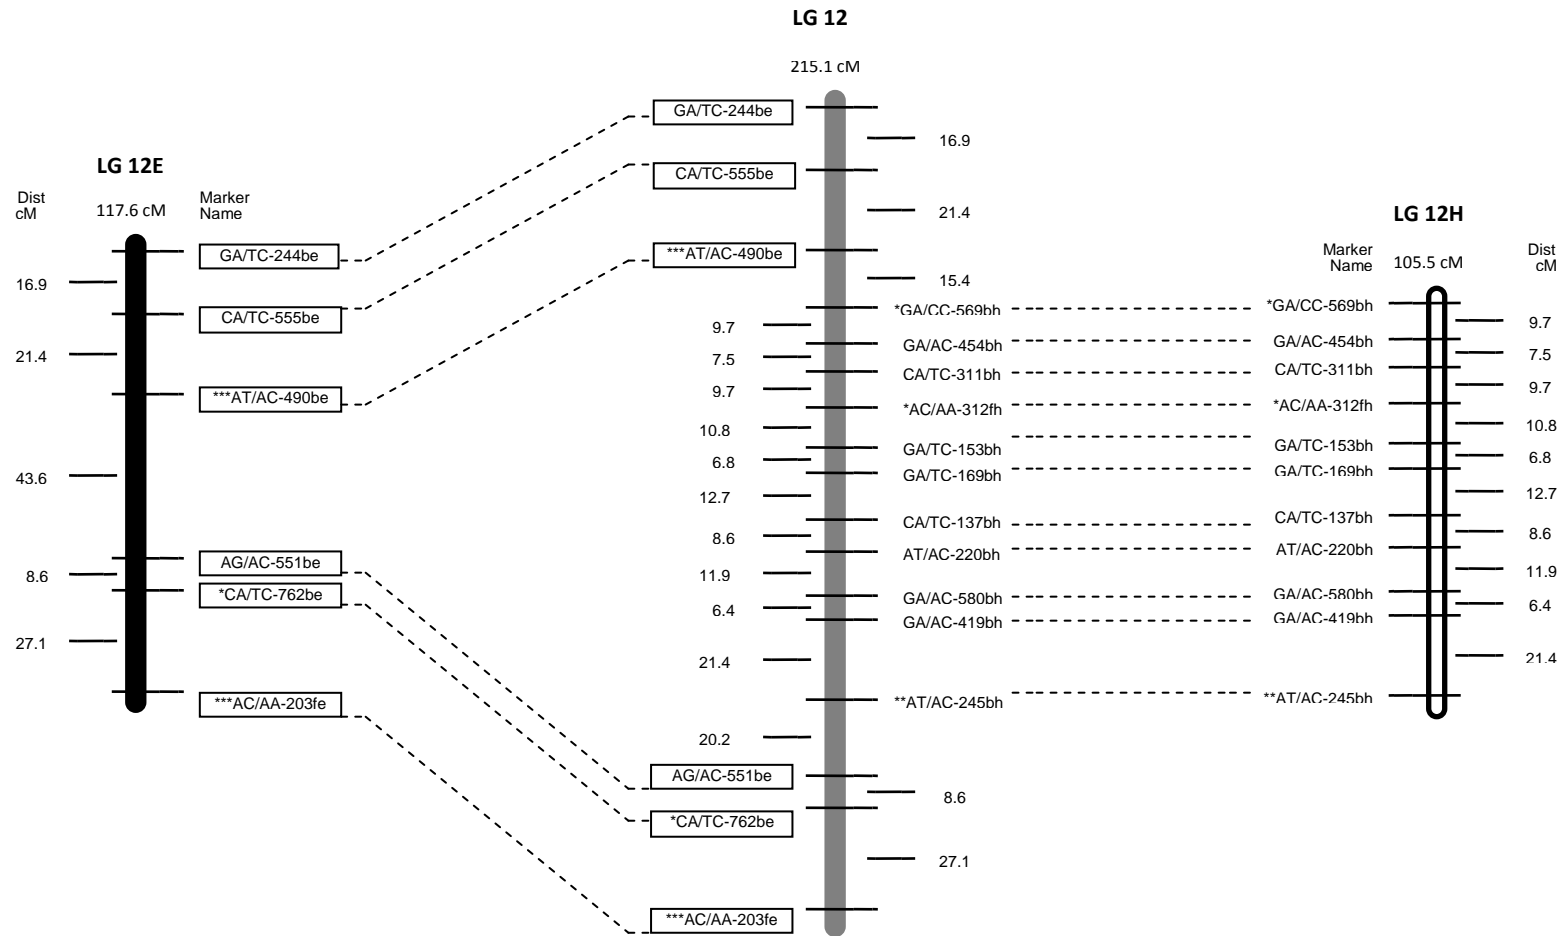 LG 12
215.1 cM
GA/TC-244be
16.9
CA/TC-555be
21.4
***AT/AC-490be
15.4
*GA/CC-569bh
9.7
GA/AC-454bh
7.5
CA/TC-311bh
9.7
*AC/AA-312fh
10.8
GA/TC-153bh
6.8
GA/TC-169bh
12.7
CA/TC-137bh
8.6
AT/AC-220bh
11.9
GA/AC-580bh
6.4
GA/AC-419bh
21.4
**AT/AC-245bh
20.2
AG/AC-551be
8.6
*CA/TC-762be
27.1
***AC/AA-203fe
LG 12E
Dist
cM
117.6 cM
Marker
Name
GA/TC-244be
16.9
CA/TC-555be
21.4
***AT/AC-490be
43.6
AG/AC-551be
8.6
*CA/TC-762be
27.1
***AC/AA-203fe
LG 12H
Marker
Name
105.5 cM
Dist
cM
*GA/CC-569bh
9.7
GA/AC-454bh
7.5
CA/TC-311bh
9.7
*AC/AA-312fh
10.8
GA/TC-153bh
6.8
GA/TC-169bh
12.7
CA/TC-137bh
8.6
AT/AC-220bh
11.9
GA/AC-580bh
6.4
GA/AC-419bh
21.4
**AT/AC-245bh